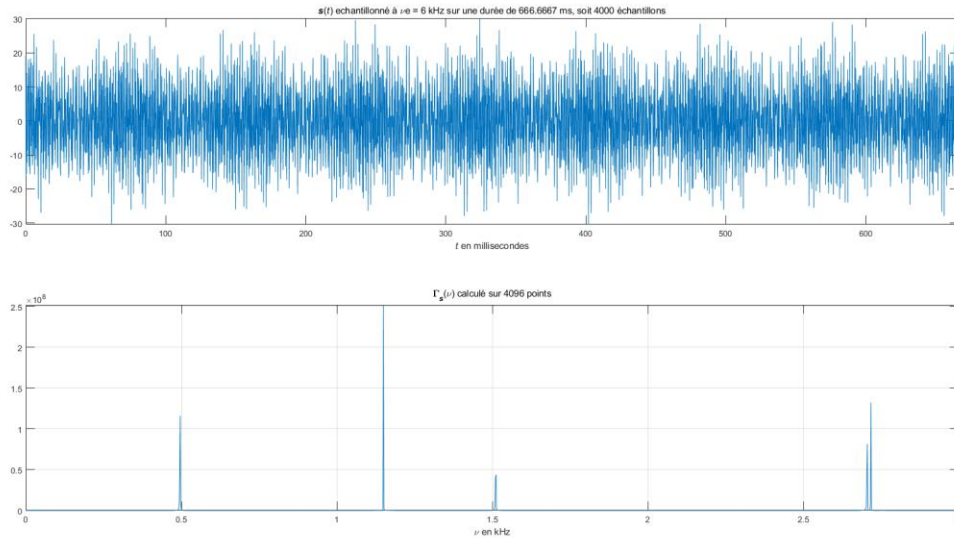 s(t) echantillonné à νe = 6 kHz sur une durée de 666.6667 ms, soit 4000 échantillons
30
20
10
0
-10
-20
-30
0 100 200 300 400 500 600
t en millisecondes
Γs(ν) calculé sur 4096 points
×10⁸
2.5
2
1.5
1
0.5
0
0 0.5 1 1.5 2 2.5
ν en kHz